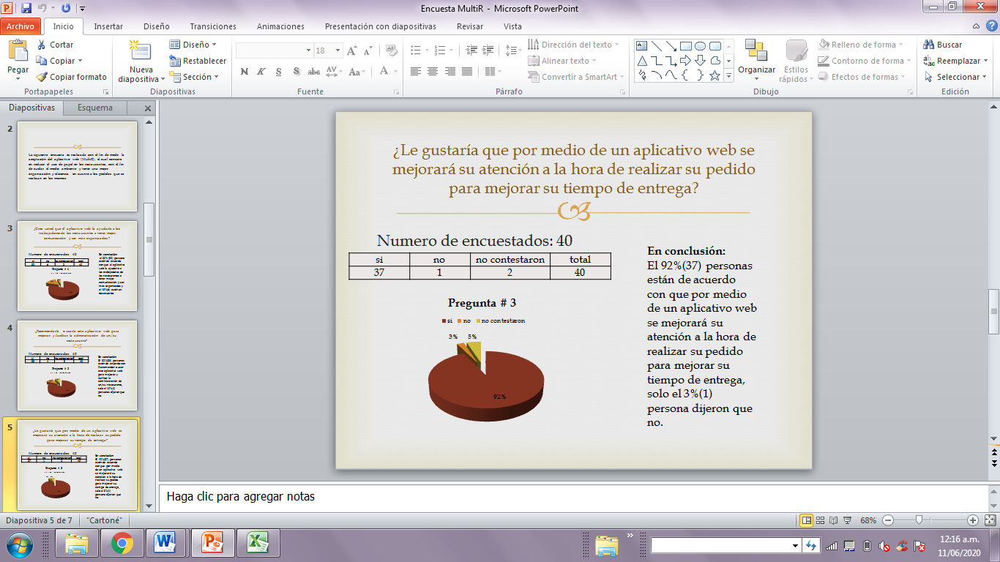 Encuesta MultiR - Microsoft PowerPoint
Archivo Inicio Insertar Diseño Transiciones Animaciones Presentación con diapositivas Revisar Vista
Pegar
Cortar
Copiar
Copiar formato
Portapapeles
Nueva
diapositiva
Diseño
Restablecer
Sección
Diapositivas
18
N K S S abc AV Aa A
Fuente
Dirección del texto
Alinear texto
Convertir a SmartArt
Párrafo
Organizar
Estilos
rápidos
Relleno de forma
Contorno de forma
Efectos de formas
Dibujo
Buscar
Reemplazar
Seleccionar
Edición
Diapositivas Esquema
2
3
4
5
¿Le gustaría que por medio de un aplicativo web se
mejorará su atención a la hora de realizar su pedido
para mejorar su tiempo de entrega?
Numero de encuestados: 40
si no no contestaron total
37 1 2 40
Pregunta # 3
si no no contestaron
3% 5%
92%
En conclusión:
El 92%(37) personas
están de acuerdo
con que por medio
de un aplicativo web
se mejorará su
atención a la hora de
realizar su pedido
para mejorar su
tiempo de entrega,
solo el 3%(1)
persona dijeron que
no.
Haga clic para agregar notas
Diapositiva 5 de 7 "Cartoné" 68%
12:16 a.m.
11/06/2020